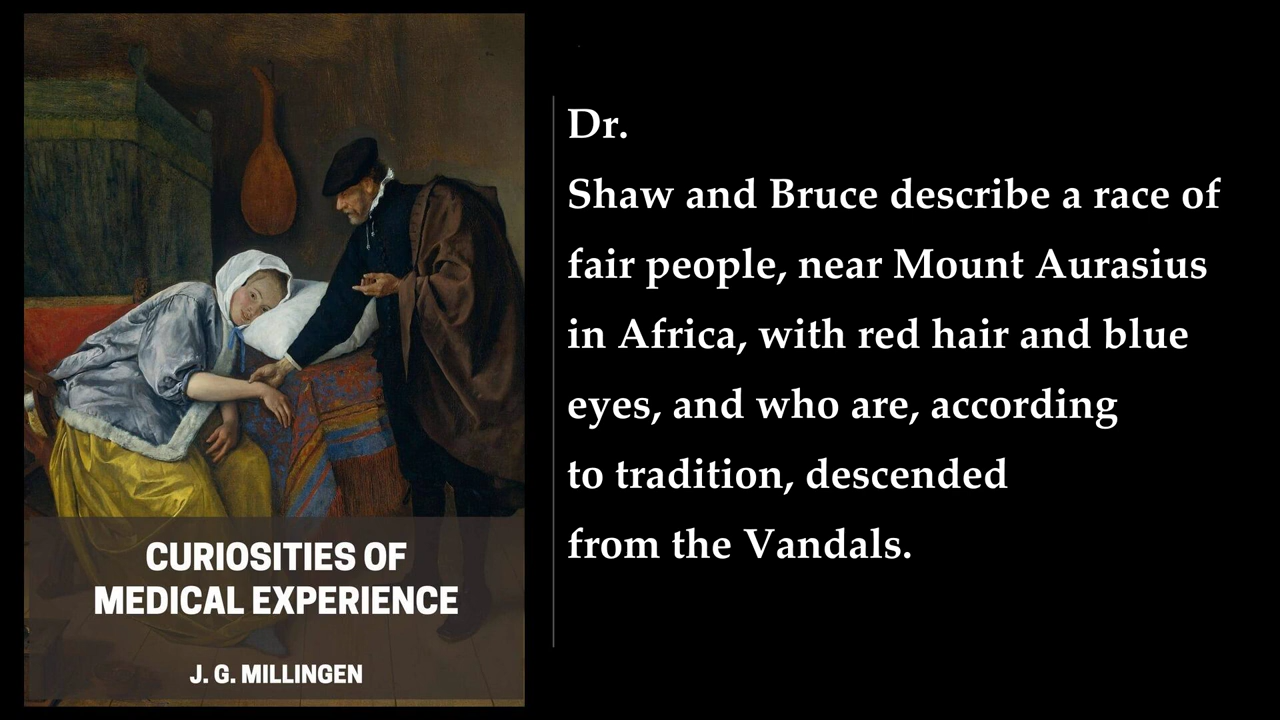 Dr.
Shaw and Bruce describe a race of
fair people, near Mount Aurasius
in Africa, with red hair and blue
eyes, and who are, according
to tradition, descended
from the Vandals.
CURIOSITIES OF
MEDICAL EXPERIENCE
J. G. MILLINGEN